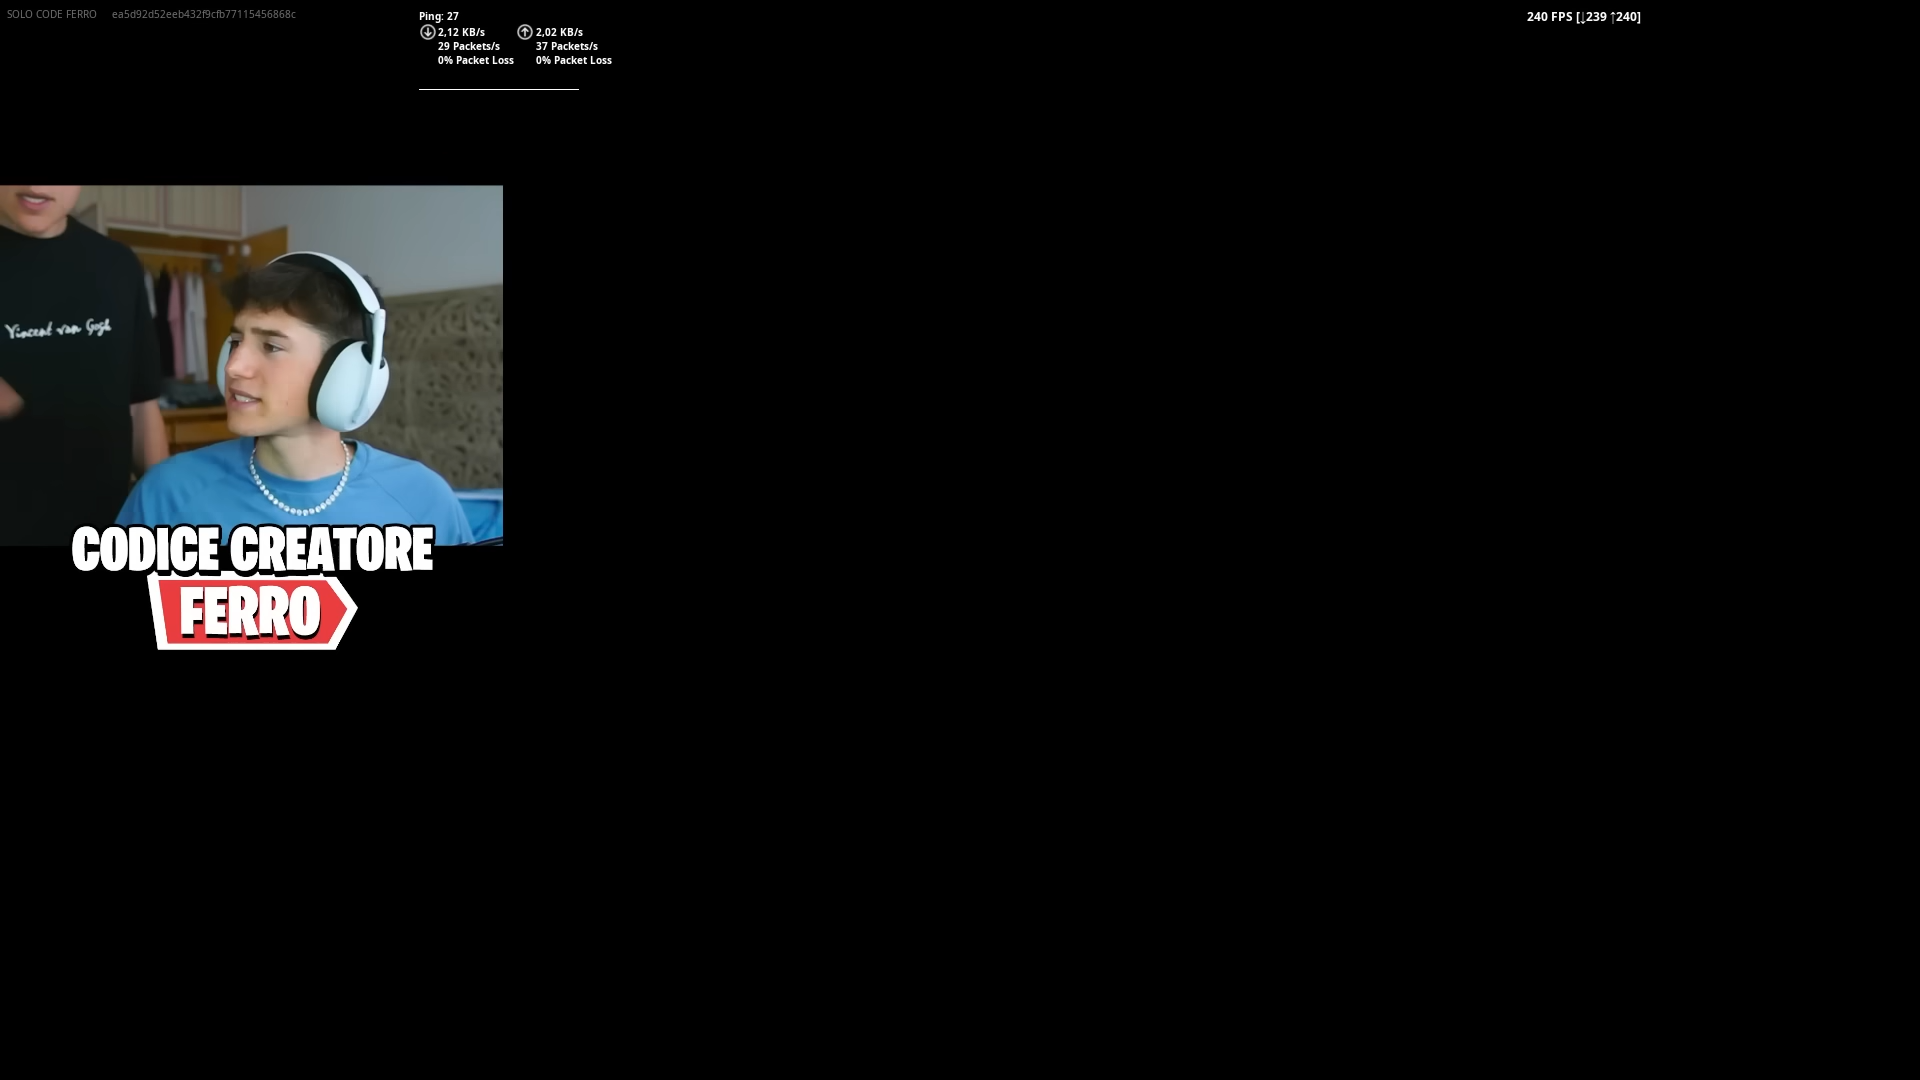 SOLO CODE FERRO ea5d92d52eeb432f9cfb77115456868c
Ping: 27
2,12 KB/s 2,02 KB/s
29 Packets/s 37 Packets/s
0% Packet Loss 0% Packet Loss
240 FPS [↓239 ↑240]
Vincent van Gogh
CODICE CREATORE
FERRO